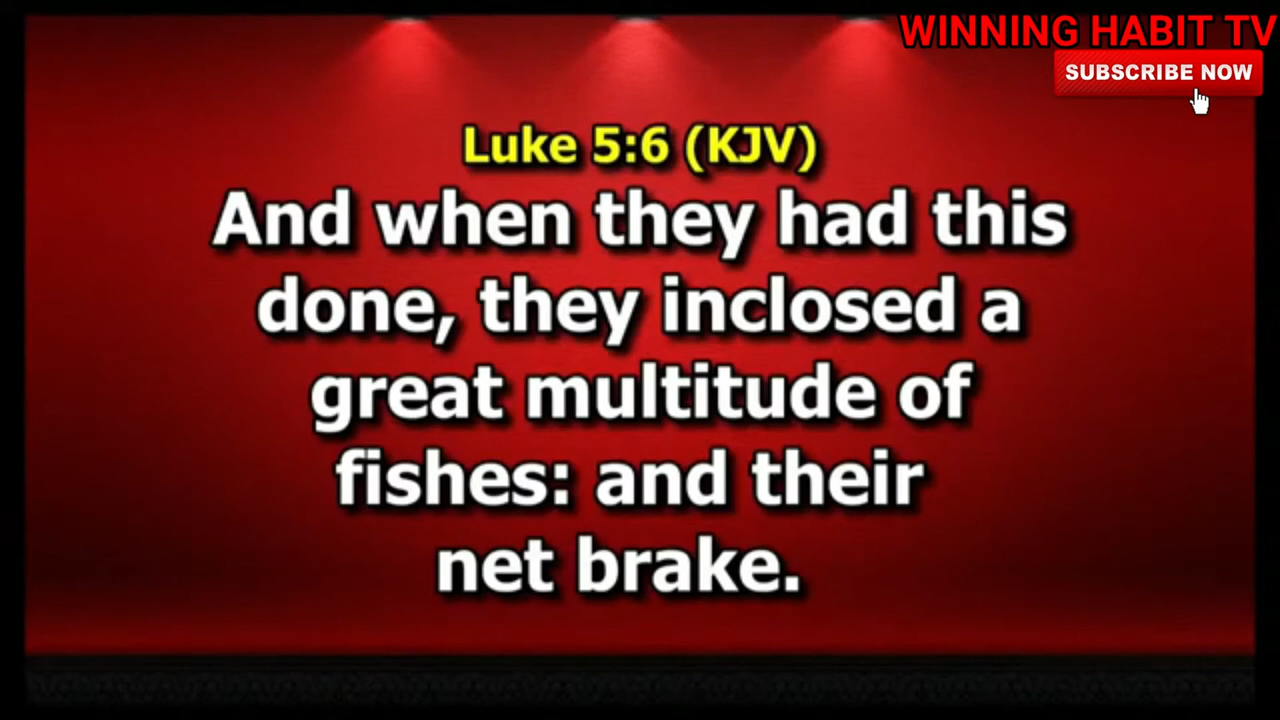 WINNING HABIT TV
SUBSCRIBE NOW
Luke 5:6 (KJV)
And when they had this
done, they inclosed a
great multitude of
fishes: and their
net brake.